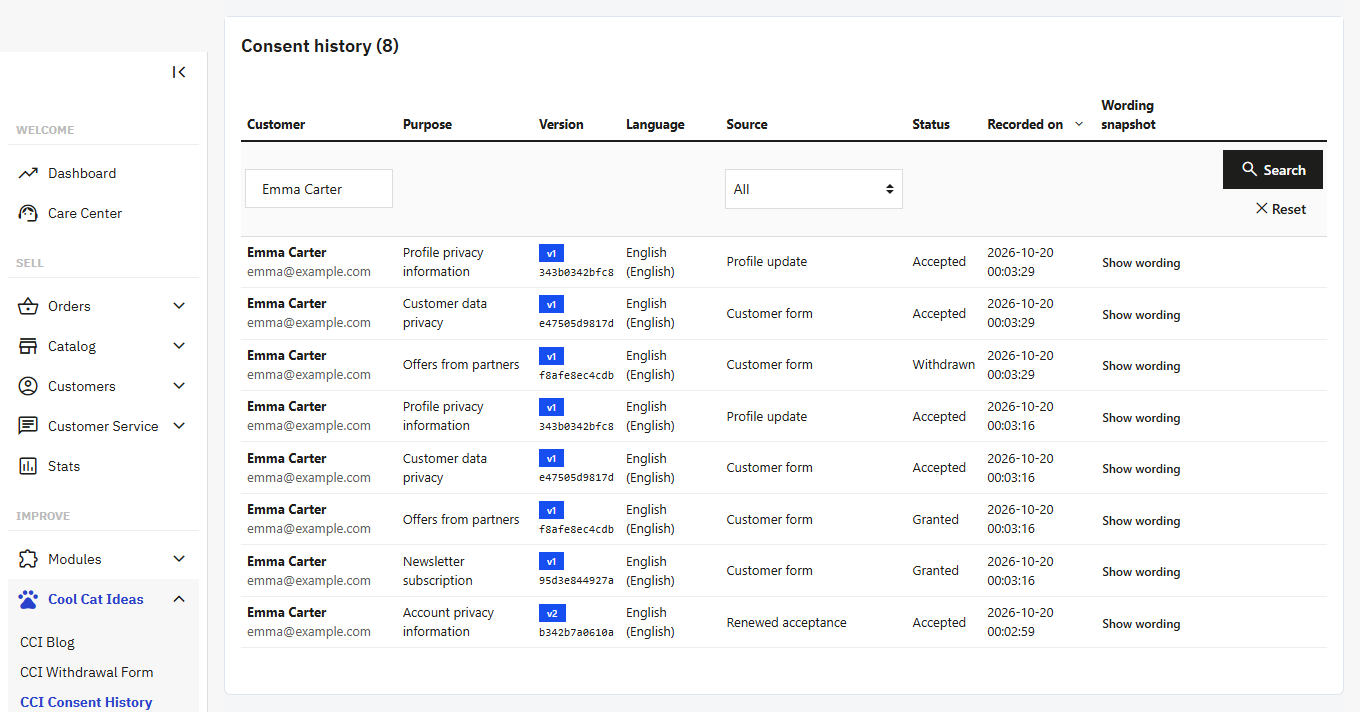 Consent history (8)
WELCOME
Dashboard
Care Center
SELL
Orders
Catalog
Customers
Customer Service
Stats
IMPROVE
Modules
Cool Cat Ideas
CCI Blog
CCI Withdrawal Form
CCI Consent History
Customer Purpose Version Language Source Status Recorded on Wording
snapshot
Emma Carter All Search
Reset
Emma Carter Profile privacy v1 English 2026-10-20
emma@example.com information 343b0342bfc8 (English) Profile update Accepted 00:03:29 Show wording
Emma Carter Customer data v1 English 2026-10-20
emma@example.com privacy e47505d9817d (English) Customer form Accepted 00:03:29 Show wording
Emma Carter Offers from partners v1 English 2026-10-20
emma@example.com f8afe8ec4cdb (English) Customer form Withdrawn 00:03:29 Show wording
Emma Carter Profile privacy v1 English 2026-10-20
emma@example.com information 343b0342bfc8 (English) Profile update Accepted 00:03:16 Show wording
Emma Carter Customer data v1 English 2026-10-20
emma@example.com privacy e47505d9817d (English) Customer form Accepted 00:03:16 Show wording
Emma Carter Offers from partners v1 English 2026-10-20
emma@example.com f8afe8ec4cdb (English) Customer form Granted 00:03:16 Show wording
Emma Carter Newsletter v1 English 2026-10-20
emma@example.com subscription 95d3e844927a (English) Customer form Granted 00:03:16 Show wording
Emma Carter Account privacy v2 English 2026-10-20
emma@example.com information b342b7a0610a (English) Renewed acceptance Accepted 00:02:59 Show wording